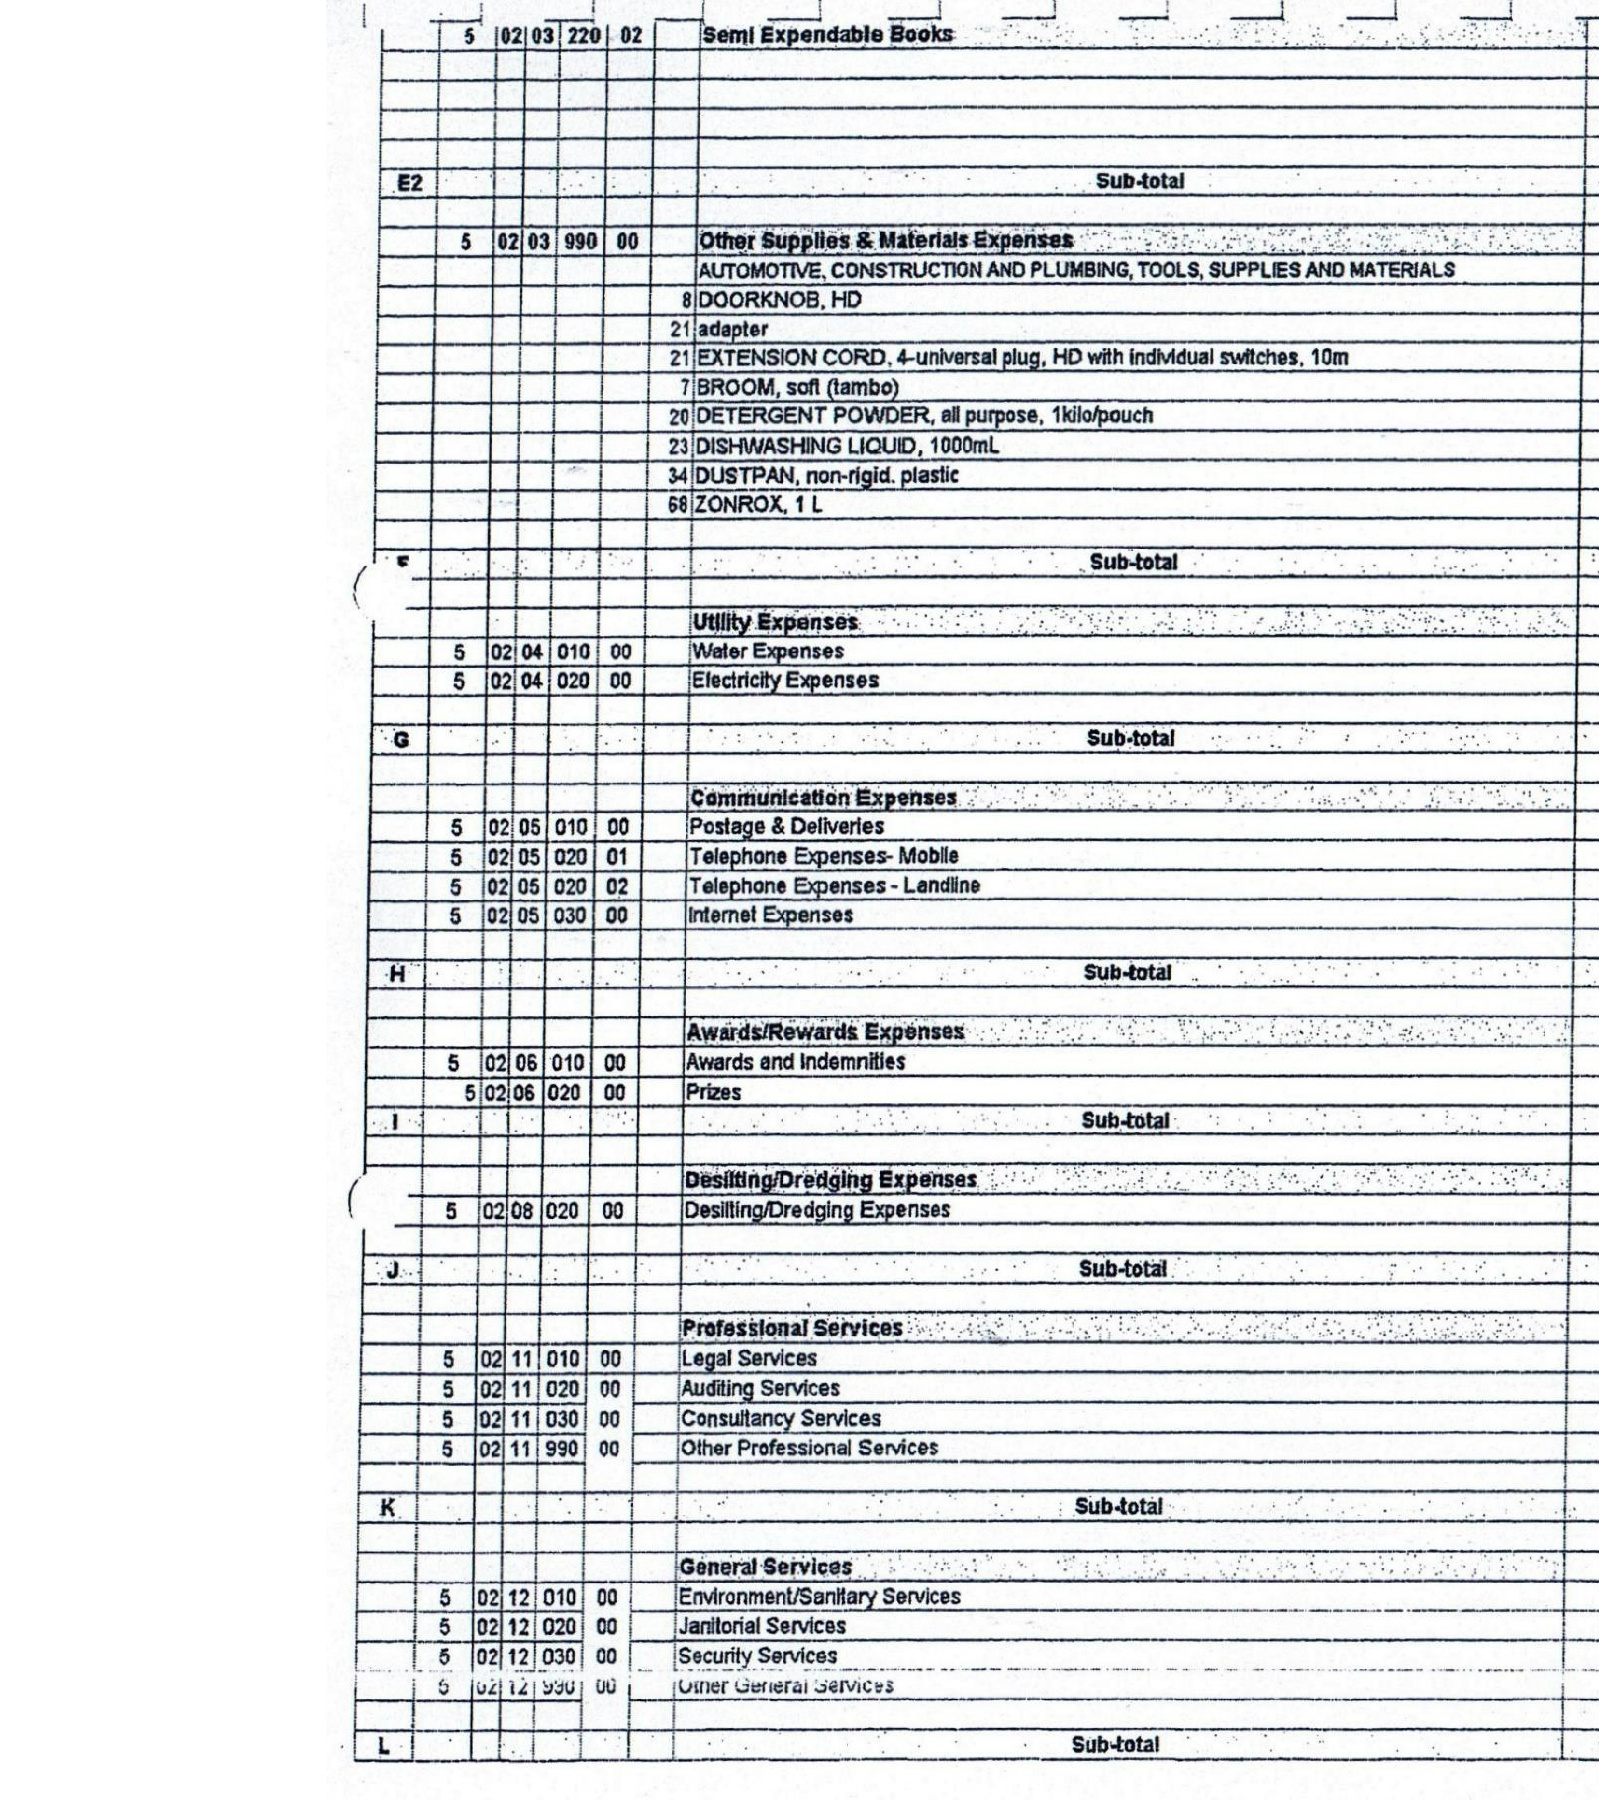 5 02 03 220 02 Semi Expendable Books
E2 Sub-total
5 02 03 990 00 Other Supplies & Materials Expenses
AUTOMOTIVE, CONSTRUCTION AND PLUMBING, TOOLS, SUPPLIES AND MATERIALS
8 DOORKNOB, HD
21 adapter
21 EXTENSION CORD, 4-universal plug, HD with individual switches, 10m
7 BROOM, soft (tambo)
20 DETERGENT POWDER, all purpose, 1kilo/pouch
23 DISHWASHING LIQUID, 1000mL
34 DUSTPAN, non-rigid. plastic
68 ZONROX, 1 L
Sub-total
Utility Expenses
5 02 04 010 00 Water Expenses
5 02 04 020 00 Electricity Expenses
G Sub-total
Communication Expenses
5 02 05 010 00 Postage & Deliveries
5 02 05 020 01 Telephone Expenses- Mobile
5 02 05 020 02 Telephone Expenses - Landline
5 02 05 030 00 Internet Expenses
H Sub-total
Awards/Rewards Expenses
5 02 06 010 00 Awards and Indemnities
5 02 06 020 00 Prizes
I Sub-total
Desilting/Dredging Expenses
5 02 08 020 00 Desilting/Dredging Expenses
J Sub-total
Professional Services
5 02 11 010 00 Legal Services
5 02 11 020 00 Auditing Services
5 02 11 030 00 Consultancy Services
5 02 11 990 00 Other Professional Services
K Sub-total
General Services
5 02 12 010 00 Environment/Sanitary Services
5 02 12 020 00 Janitorial Services
5 02 12 030 00 Security Services
5 02 12 990 00 Other General Services
L Sub-total